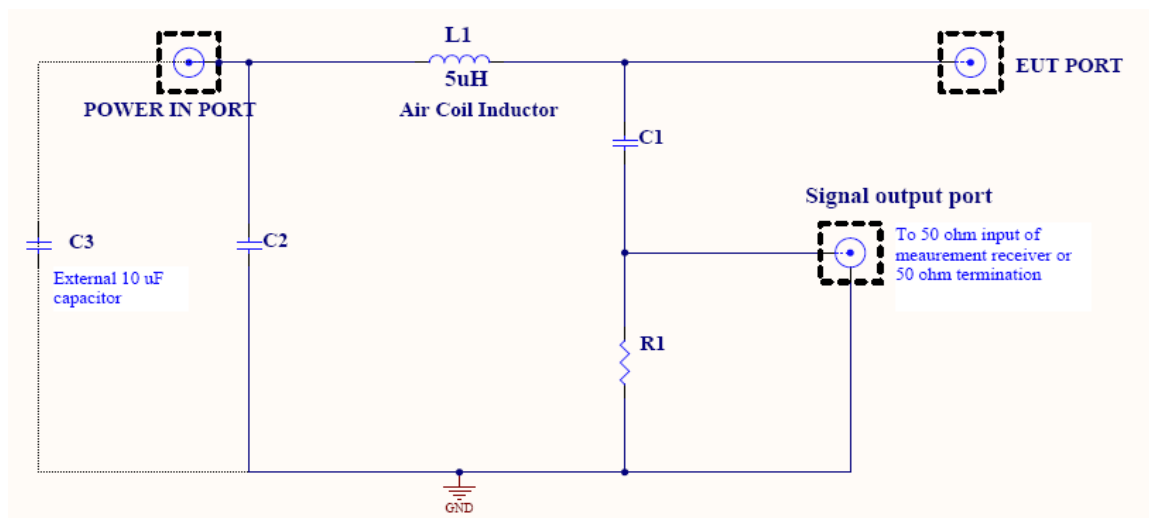 L1
5uH
Air Coil Inductor
POWER IN PORT
EUT PORT
C1
Signal output port
To 50 ohm input of
meaurement receiver or
50 ohm termination
C3
External 10 uF
capacitor
C2
R1
GND